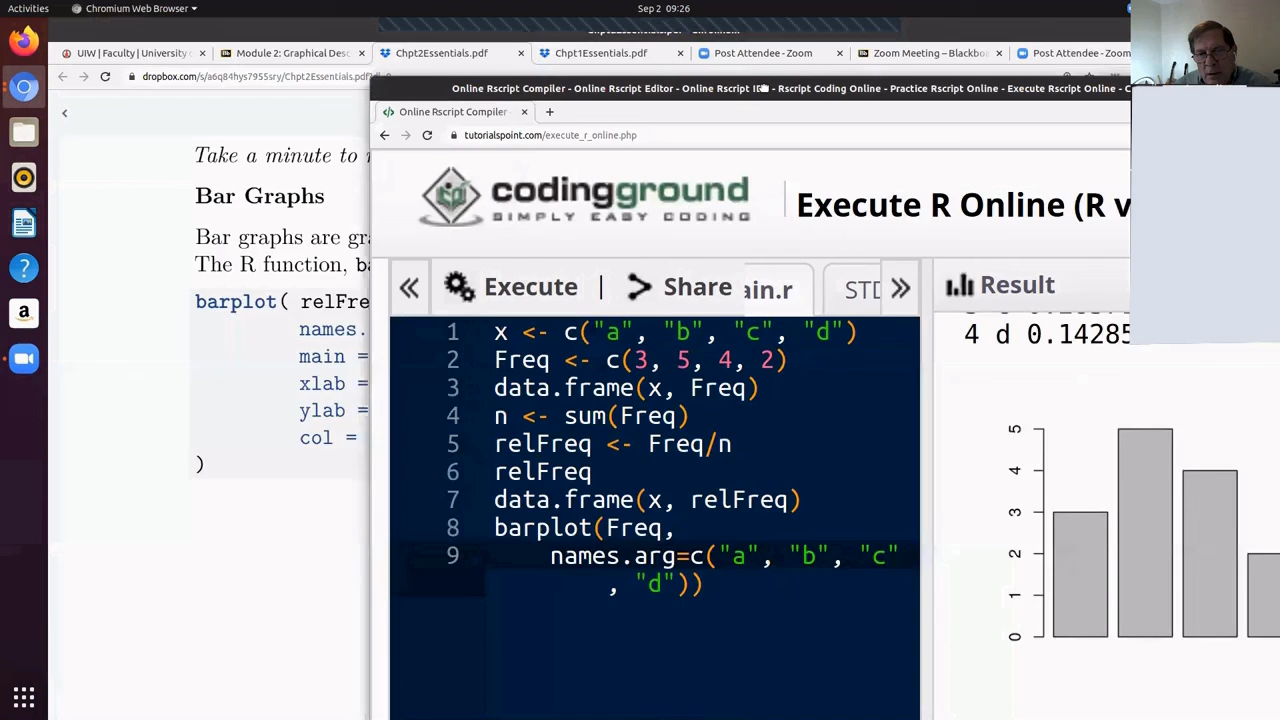 Activities
Chromium Web Browser
Sep 2 09:26
UIW | Faculty | University
Module 2: Graphical Des
Chpt2Essentials.pdf
Chpt1Essentials.pdf
Post Attendee - Zoom
Zoom Meeting – Blackboa
Post Attendee - Zoom
dropbox.com/s/a6q84hys7955sry/Chpt2Essentials.pdf
Online Rscript Compiler - Online Rscript Editor - Online Rscript - Rscript Coding Online - Practice Rscript Online - Execute Rscript Online - C
Online Rscript Compiler
tutorialspoint.com/execute_r_online.php
Take a minute to
Bar Graphs
Bar graphs are gra
The R function, ba
barplot( relFre
names.
main =
xlab =
ylab =
col =
)
codingground
SIMPLY EASY CODING
Execute R Online (R v
Execute | Share
ain.r
STD
Result
1 x <- c("a", "b", "c", "d")
2 Freq <- c(3, 5, 4, 2)
3 data.frame(x, Freq)
4 n <- sum(Freq)
5 relFreq <- Freq/n
6 relFreq
7 data.frame(x, relFreq)
8 barplot(Freq,
9 names.arg=c("a", "b", "c"
, "d"))
4 d 0.14285
5
4
3
2
1
0